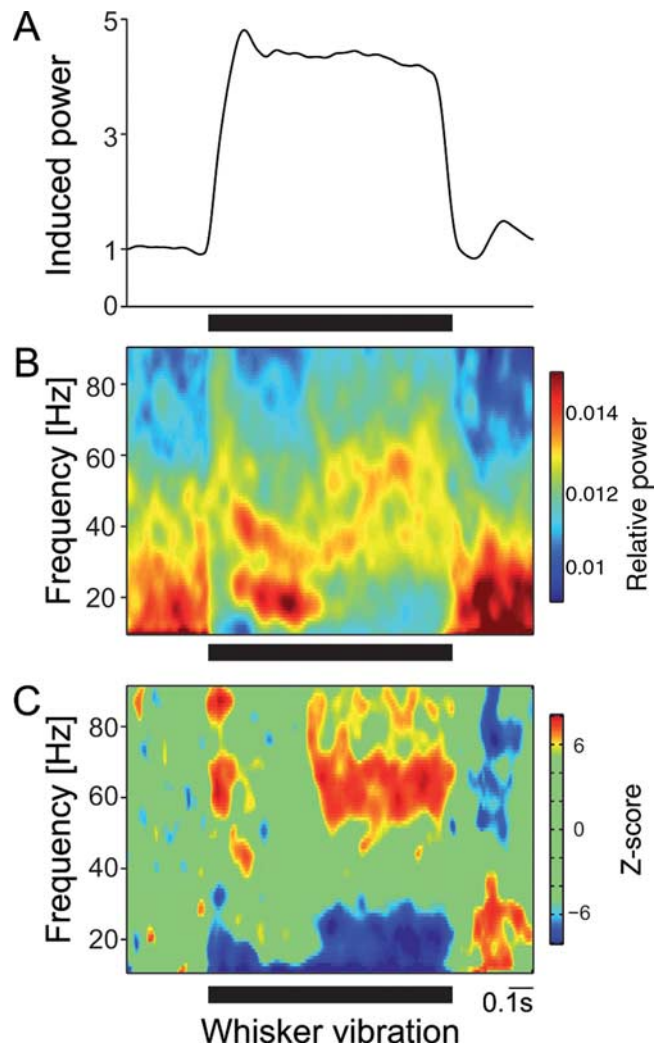 A
Induced power
5
3
1
0
B
Frequency [Hz]
80
60
40
20
0.014
0.012
0.01
Relative power
C
Frequency [Hz]
80
60
40
20
6
0
−6
Z-score
0.1s
Whisker vibration